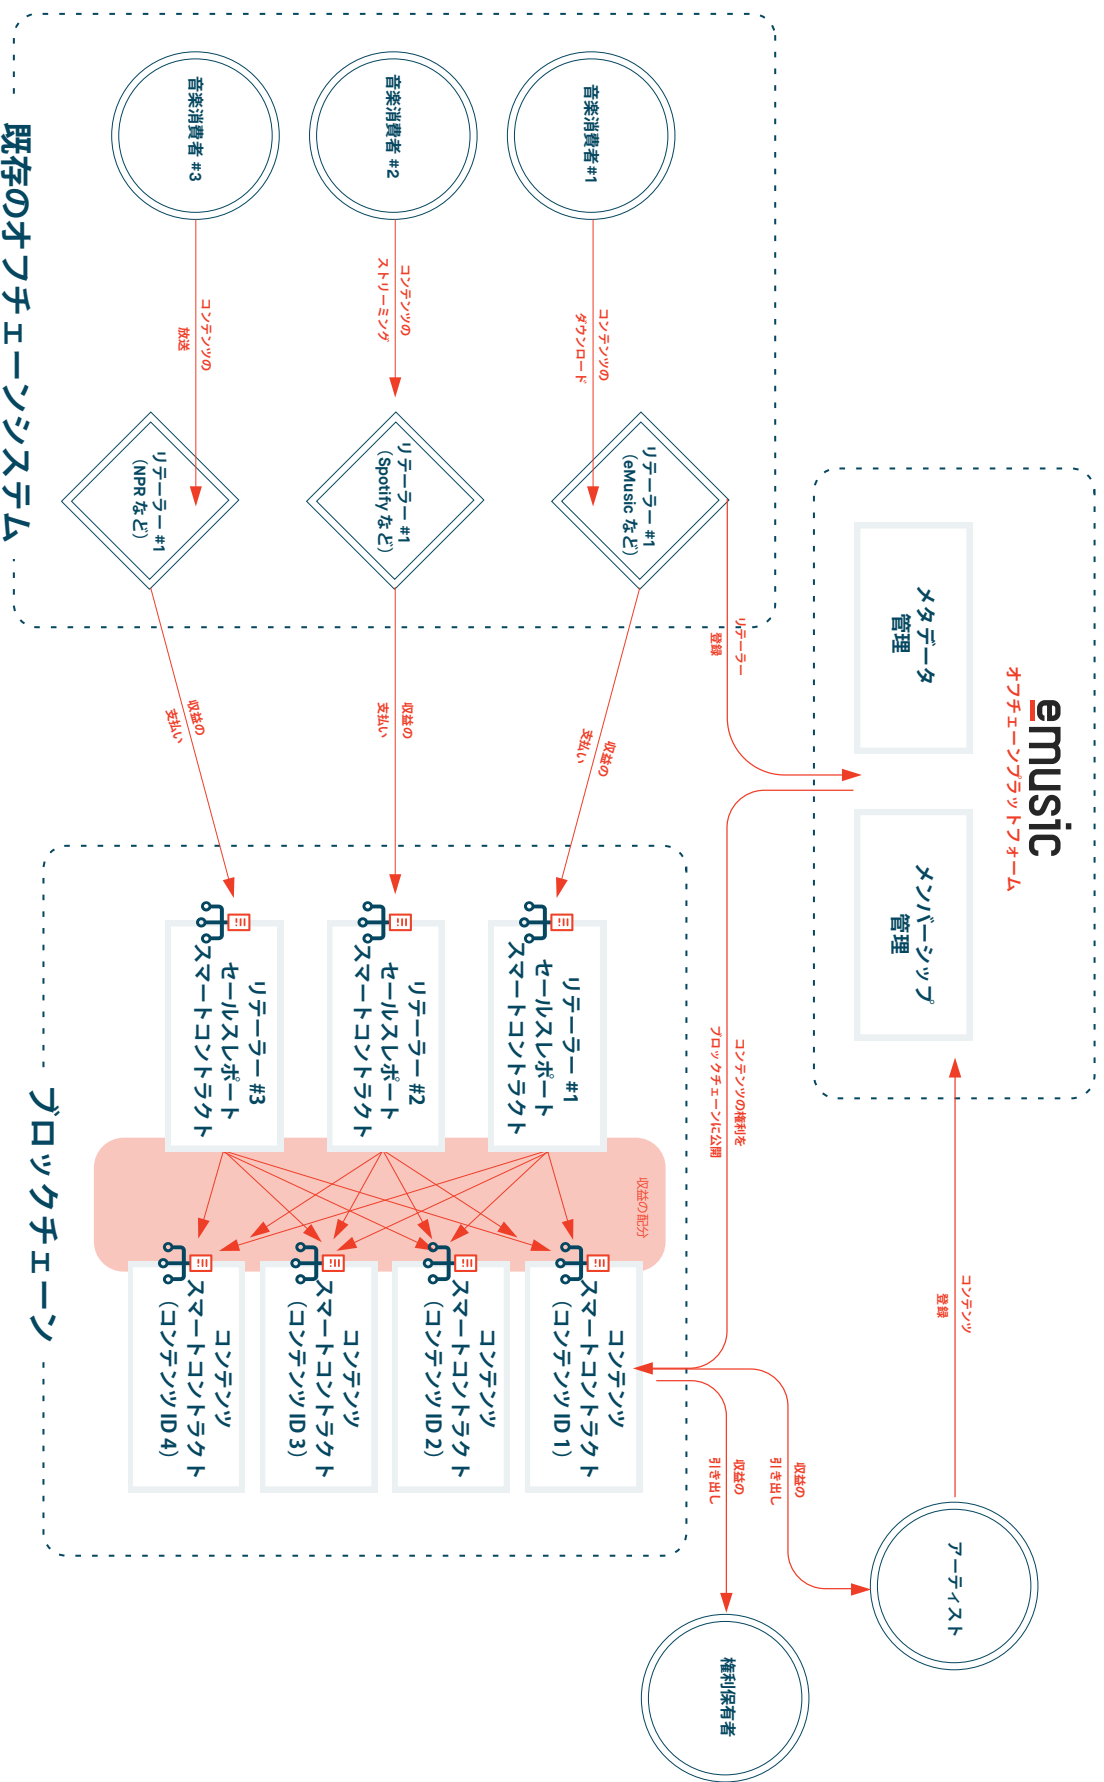 emusic
オフチェーンプラットフォーム
メタデータ
管理
メンバーシップ
管理
コンテンツ
登録
アーティスト
リテーラー
登録
コンテンツの権利を
ブロックチェーンに公開
収益の
引き出し
収益の
引き出し
権利保有者
音楽消費者 #1
コンテンツの
ダウンロード
リテーラー #1
（eMusic など）
収益の
支払い
音楽消費者 #2
コンテンツの
ストリーミング
リテーラー #1
（Spotify など）
収益の
支払い
音楽消費者 #3
コンテンツの
放送
リテーラー #1
（NPR など）
収益の
支払い
既存のオフチェーンシステム
リテーラー #1
セールスレポート
スマートコントラクト
リテーラー #2
セールスレポート
スマートコントラクト
リテーラー #3
セールスレポート
スマートコントラクト
収益の配分
コンテンツ
スマートコントラクト
（コンテンツ ID 1）
コンテンツ
スマートコントラクト
（コンテンツ ID 2）
コンテンツ
スマートコントラクト
（コンテンツ ID 3）
コンテンツ
スマートコントラクト
（コンテンツ ID 4）
ブロックチェーン